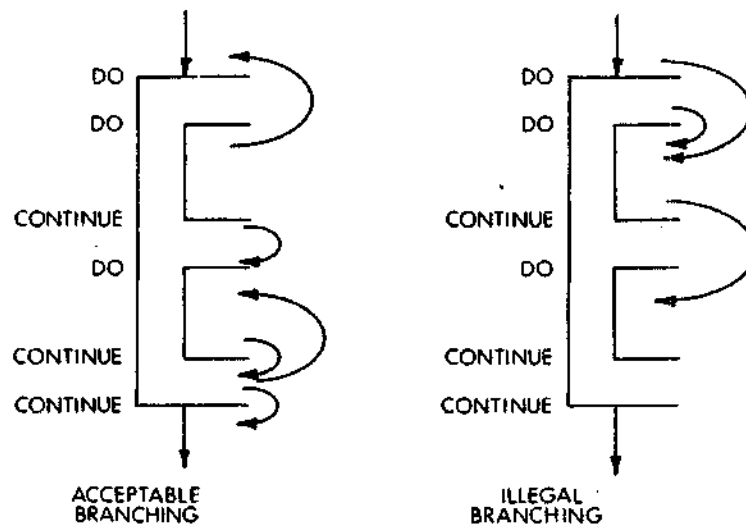 DO
DO
CONTINUE
DO
CONTINUE
CONTINUE
ACCEPTABLE
BRANCHING
DO
DO
CONTINUE
DO
CONTINUE
CONTINUE
ILLEGAL
BRANCHING